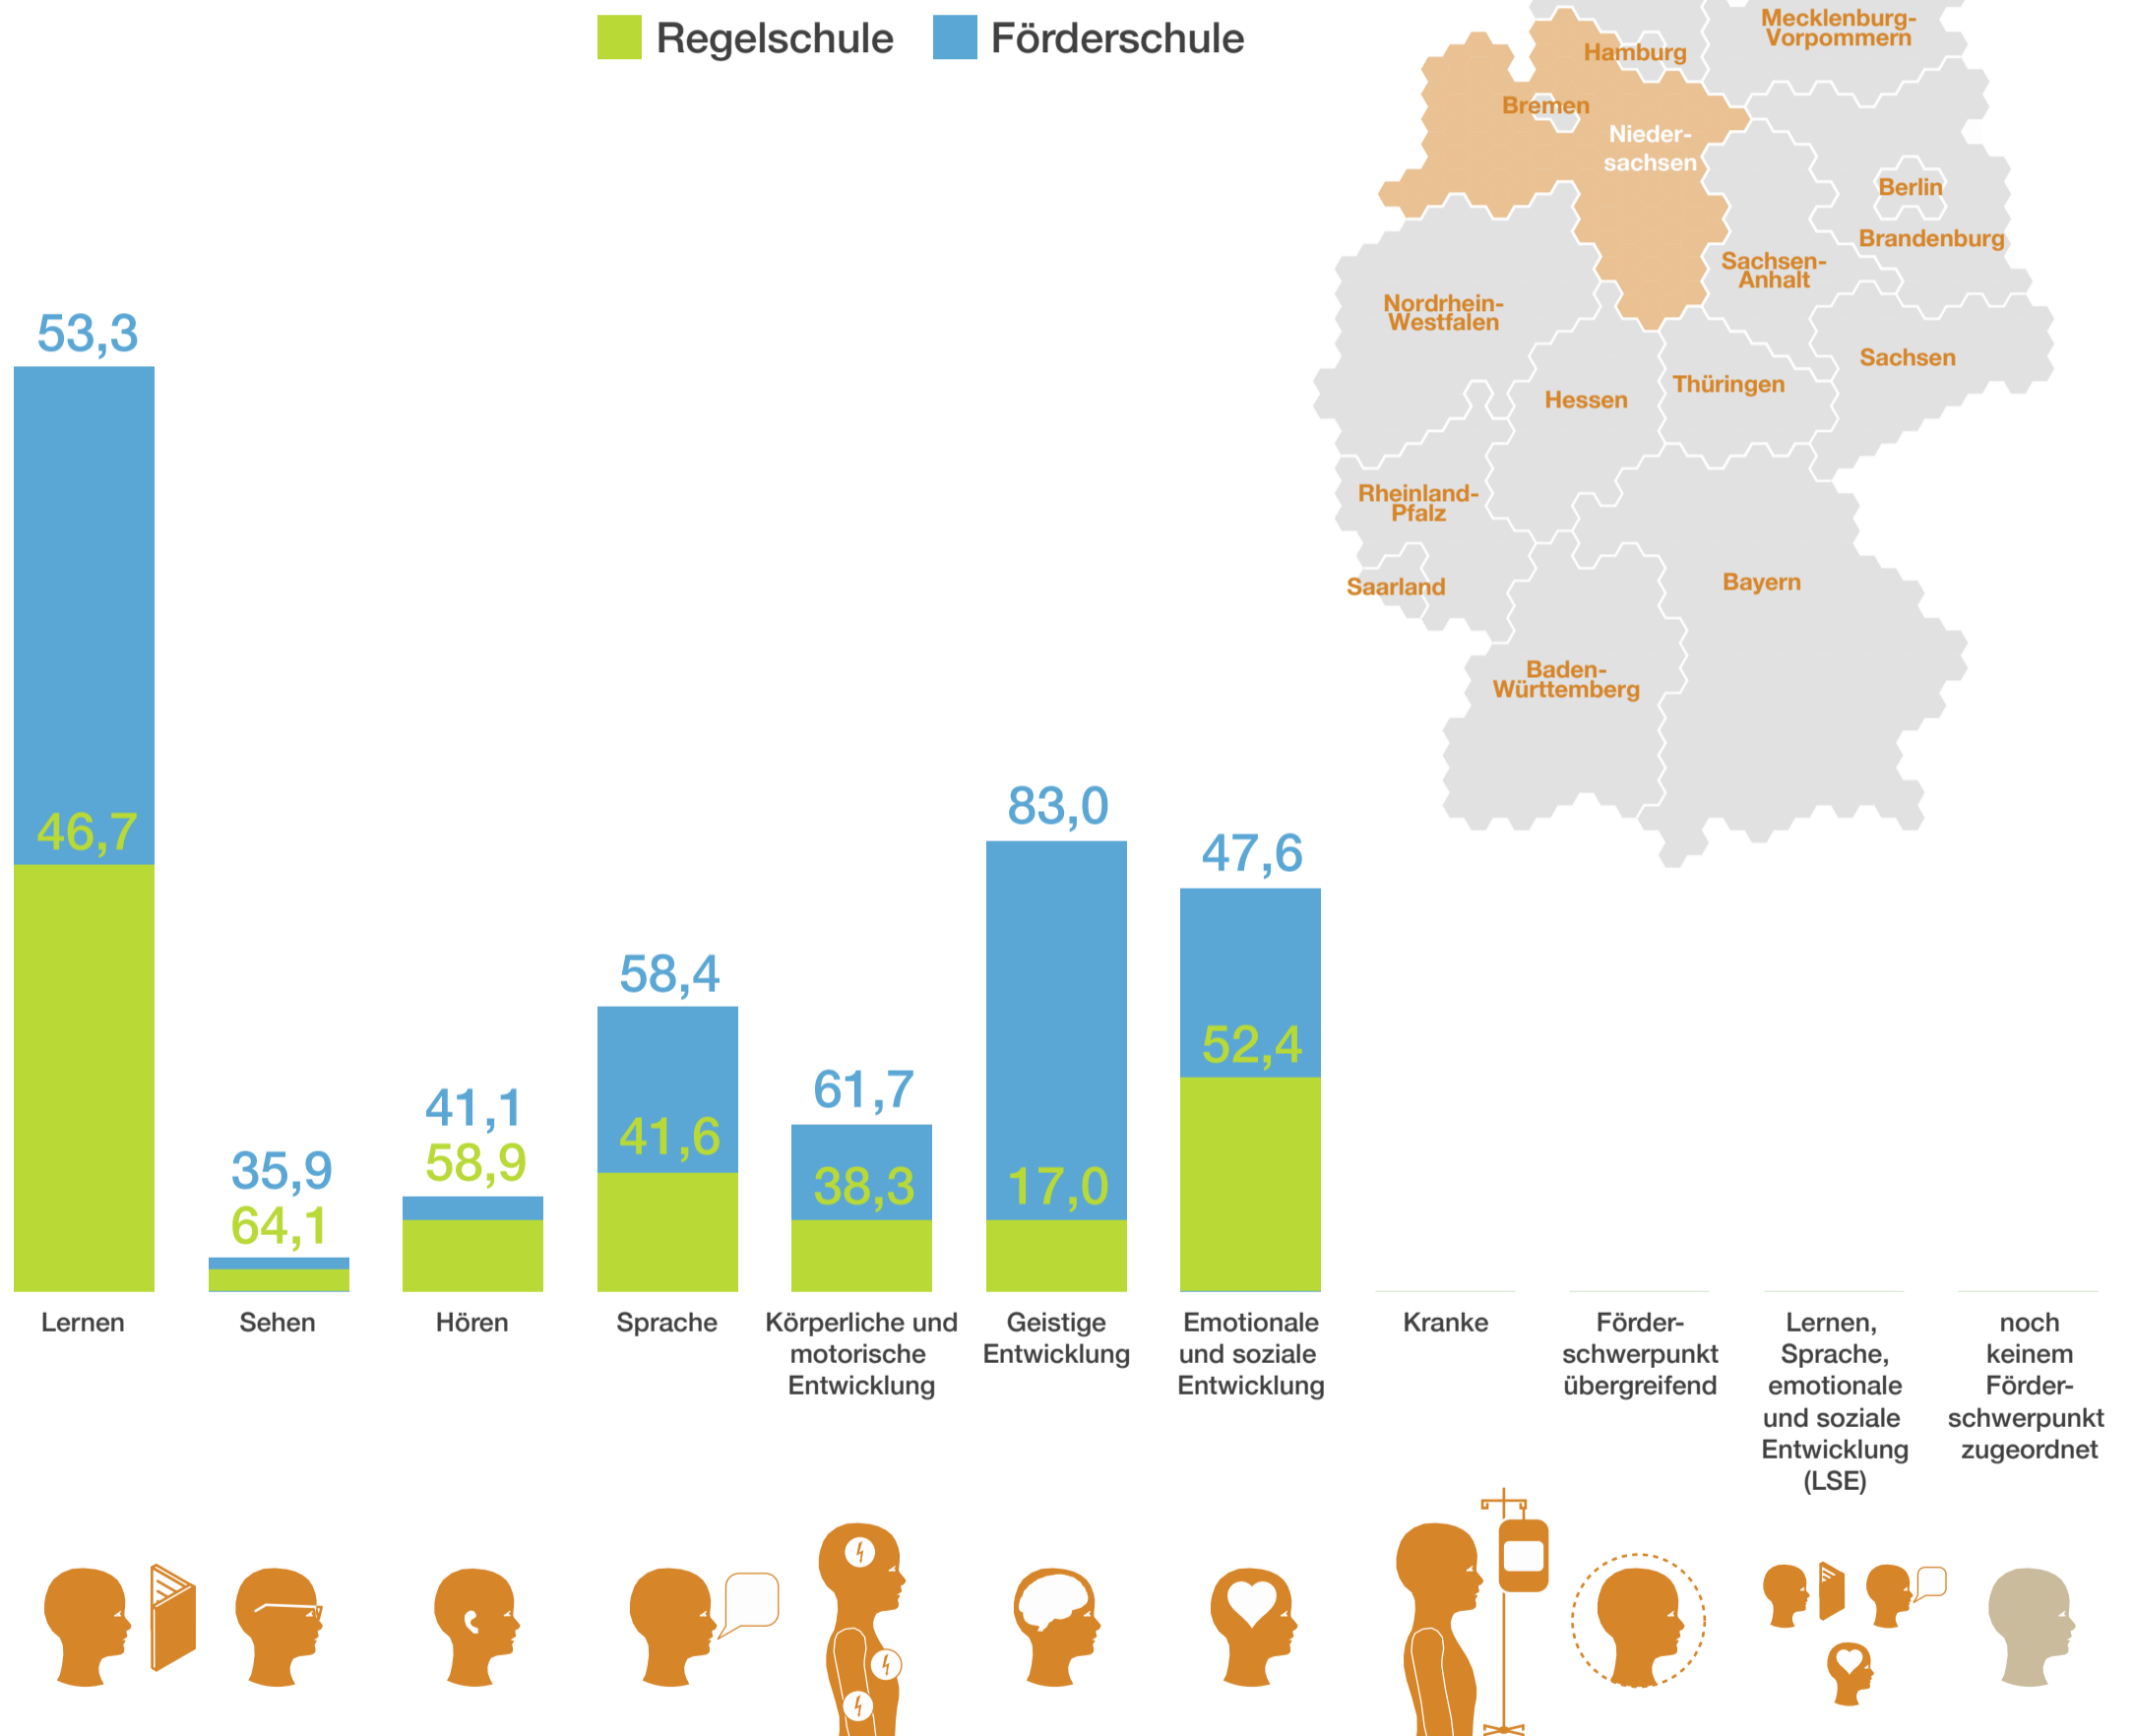 Regelschule
Förderschule
Mecklenburg-
Vorpommern
Hamburg
Bremen
Nieder-
sachsen
Berlin
Brandenburg
Sachsen-
Anhalt
Nordrhein-
Westfalen
Sachsen
Thüringen
Hessen
Rheinland-
Pfalz
Saarland
Bayern
Baden-
Württemberg
53,3
46,7
35,9
64,1
41,1
58,9
58,4
41,6
61,7
38,3
83,0
17,0
47,6
52,4
Lernen
Sehen
Hören
Sprache
Körperliche und
motorische
Entwicklung
Geistige
Entwicklung
Emotionale
und soziale
Entwicklung
Kranke
Förder-
schwerpunkt
übergreifend
Lernen,
Sprache,
emotionale
und soziale
Entwicklung
(LSE)
noch
keinem
Förder-
schwerpunkt
zugeordnet